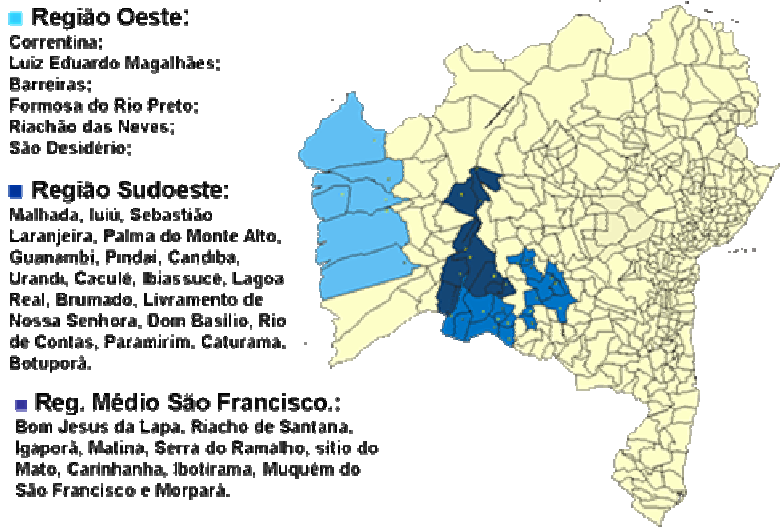 Região Oeste:
Correntina;
Luiz Eduardo Magalhães;
Barreiras;
Formosa do Rio Preto;
Riachão das Neves;
São Desidério;
Região Sudoeste:
Malhada, Iuiú, Sebastião
Laranjeira, Palma do Monte Alto,
Guanambi, Pindaí, Candiba,
Urandi, Caculé, Ibiassucê, Lagoa
Real, Brumado, Livramento de
Nossa Senhora, Dom Basílio, Rio
de Contas, Paramirim, Caturama,
Botuporã.
Reg. Médio São Francisco.:
Bom Jesus da Lapa, Riacho de Santana,
Igaporã, Matina, Serra do Ramalho, sítio do
Mato, Carinhanha, Ibotirama, Muquém do
São Francisco e Morpará.